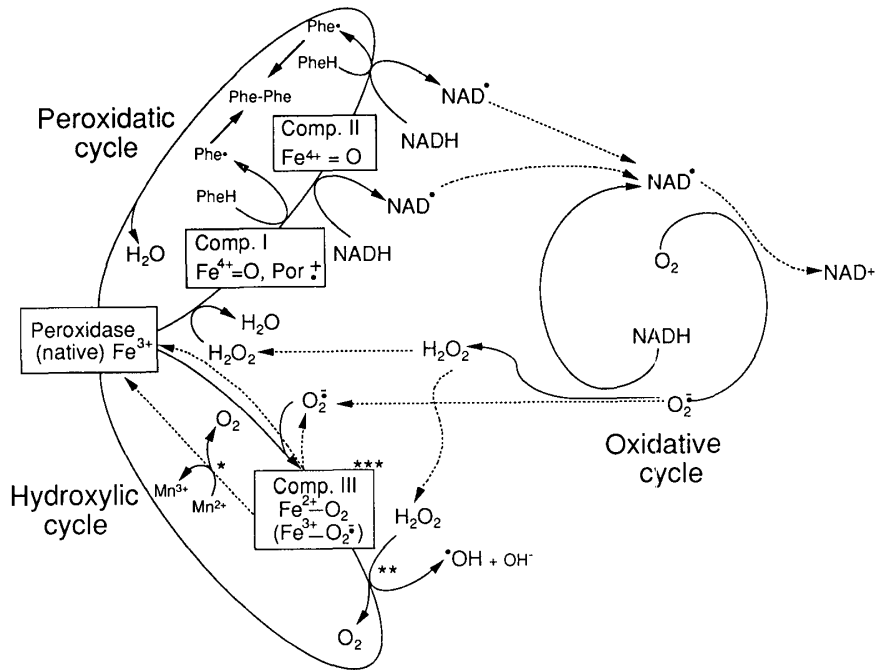 Phe•
PheH
NAD•
Phe-Phe
Peroxidatic
cycle
Comp. II
Fe⁴⁺ = O
NADH
Phe•
NAD•
PheH
NAD•
H₂O
Comp. I
Fe⁴⁺=O, Por •⁺
NADH
O₂
NAD+
H₂O
Peroxidase
(native) Fe³⁺
H₂O₂
H₂O₂
NADH
O₂•⁻
O₂•⁻
O₂
Oxidative
cycle
*
***
Mn³⁺
Mn²⁺
Comp. III
Fe²⁺–O₂
(Fe³⁺–O₂•⁻)
Hydroxylic
cycle
H₂O₂
**
•OH + OH⁻
O₂